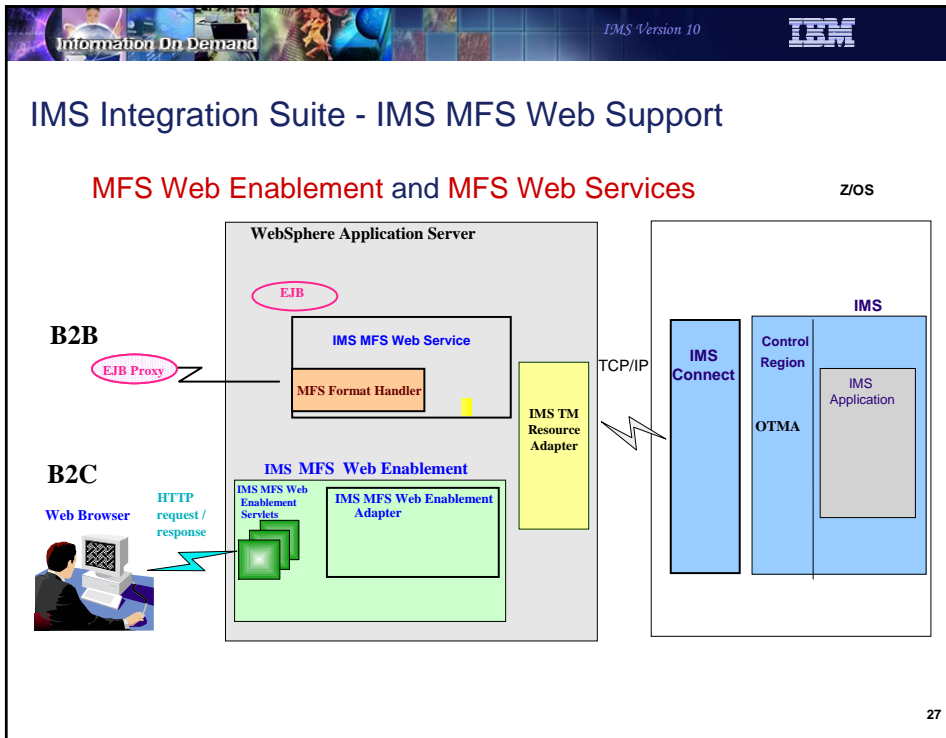 Information On Demand
IMS Version 10
IBM
IMS Integration Suite - IMS MFS Web Support
MFS Web Enablement and MFS Web Services
Z/OS
WebSphere Application Server
EJB
B2B
EJB Proxy
IMS MFS Web Service
MFS Format Handler
IMS TM
Resource
Adapter
TCP/IP
IMS
Connect
IMS
Control
Region
OTMA
IMS
Application
B2C
Web Browser
HTTP
request /
response
IMS MFS Web Enablement
IMS MFS Web
Enablement
Servlets
IMS MFS Web Enablement
Adapter
27